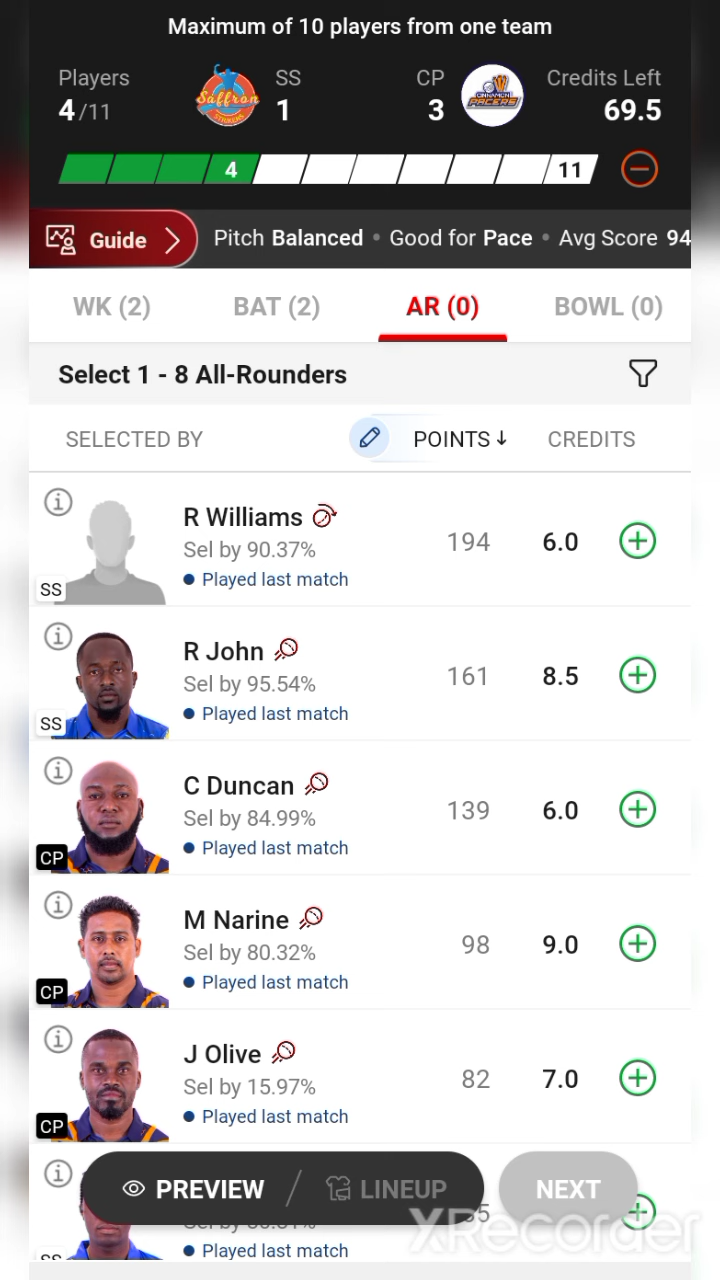 Maximum of 10 players from one team
Players SS CP Credits Left
4/11 Saffron STRIKERS 1 3 CINNAMON PACERS 69.5
4 11
Guide Pitch Balanced • Good for Pace • Avg Score 94
WK (2) BAT (2) AR (0) BOWL (0)
Select 1 - 8 All-Rounders
SELECTED BY POINTS↓ CREDITS
R Williams
Sel by 90.37% 194 6.0
SS • Played last match
R John
Sel by 95.54% 161 8.5
SS • Played last match
C Duncan
Sel by 84.99% 139 6.0
CP • Played last match
M Narine
Sel by 80.32% 98 9.0
CP • Played last match
J Olive
Sel by 15.97% 82 7.0
CP • Played last match
PREVIEW / LINEUP NEXT
XRecorder
SS • Played last match